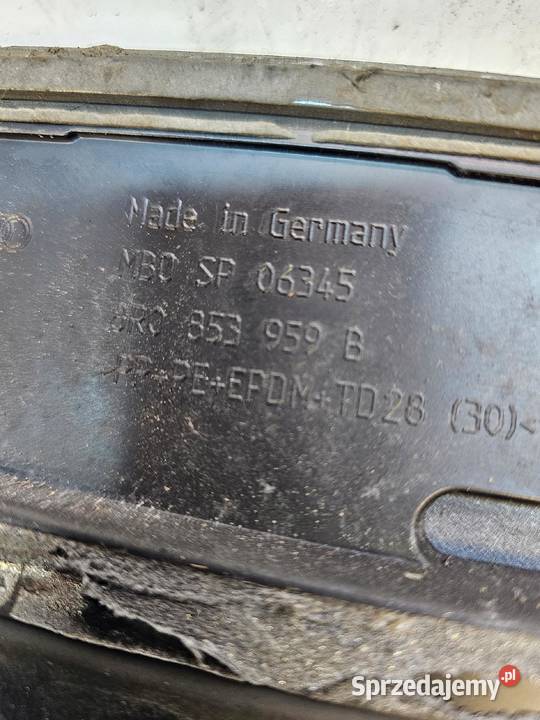 Made in Germany
MBO SP 06345
8R0 853 959 B
>PP+PE+EPDM+TD28 (30)<
Sprzedajemy.pl